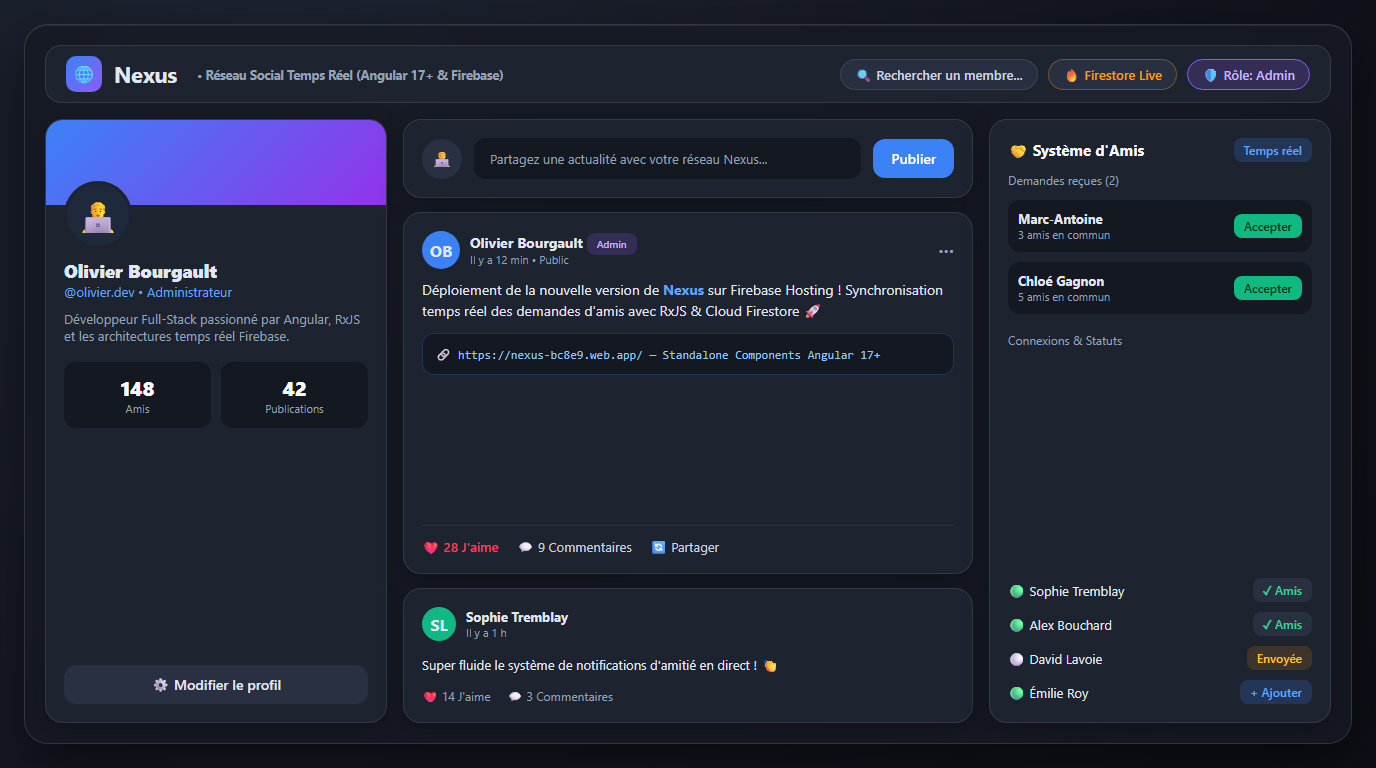 Nexus
• Réseau Social Temps Réel (Angular 17+ & Firebase)
Rechercher un membre...
Firestore Live
Rôle: Admin
Olivier Bourgault
@olivier.dev • Administrateur
Développeur Full-Stack passionné par Angular, RxJS
et les architectures temps réel Firebase.
148
Amis
42
Publications
Modifier le profil
Partagez une actualité avec votre réseau Nexus...
Publier
OB
Olivier Bourgault Admin
Il y a 12 min • Public
Déploiement de la nouvelle version de Nexus sur Firebase Hosting ! Synchronisation
temps réel des demandes d'amis avec RxJS & Cloud Firestore 🚀
🔗 https://nexus-bc8e9.web.app/ — Standalone Components Angular 17+
28 J'aime
9 Commentaires
Partager
SL
Sophie Tremblay
Il y a 1 h
Super fluide le système de notifications d'amitié en direct ! 👏
14 J'aime
3 Commentaires
Système d'Amis
Temps réel
Demandes reçues (2)
Marc-Antoine
3 amis en commun
Accepter
Chloé Gagnon
5 amis en commun
Accepter
Connexions & Statuts
Sophie Tremblay
✓ Amis
Alex Bouchard
✓ Amis
David Lavoie
Envoyée
Émilie Roy
+ Ajouter